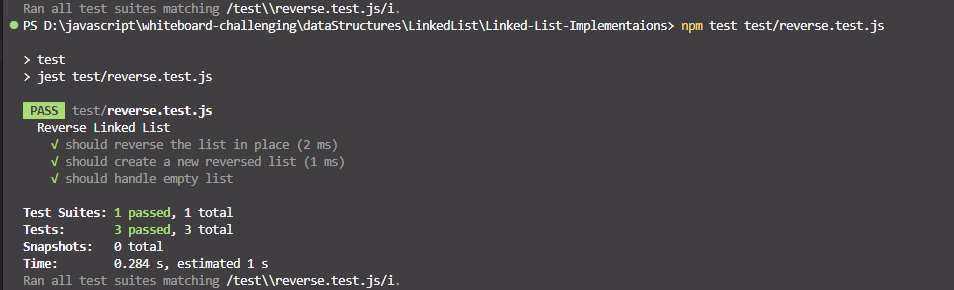 Ran all test suites matching /test\\reverse.test.js/i.
PS D:\javascript\whiteboard-challenging\dataStructures\LinkedList\Linked-List-Implementaions> npm test test/reverse.test.js
> test
> jest test/reverse.test.js
PASS test/reverse.test.js
Reverse Linked List
√ should reverse the list in place (2 ms)
√ should create a new reversed list (1 ms)
√ should handle empty list
Test Suites: 1 passed, 1 total
Tests: 3 passed, 3 total
Snapshots: 0 total
Time: 0.284 s, estimated 1 s
Ran all test suites matching /test\\reverse.test.js/i.